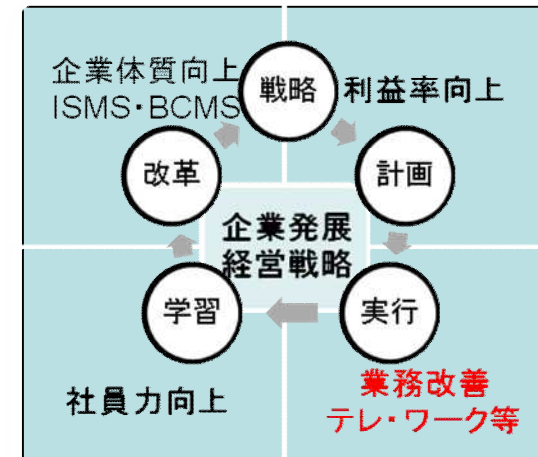 企業体質向上
ISMS・BCMS
戦略
利益率向上
改革
計画
企業発展
経営戦略
学習
実行
社員力向上
業務改善
テレ・ワーク等